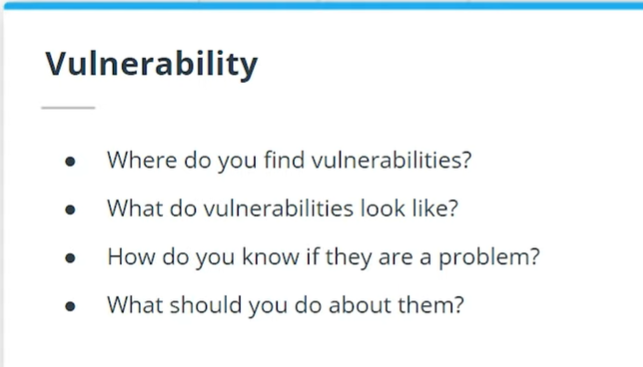 Vulnerability
● Where do you find vulnerabilities?
● What do vulnerabilities look like?
● How do you know if they are a problem?
● What should you do about them?